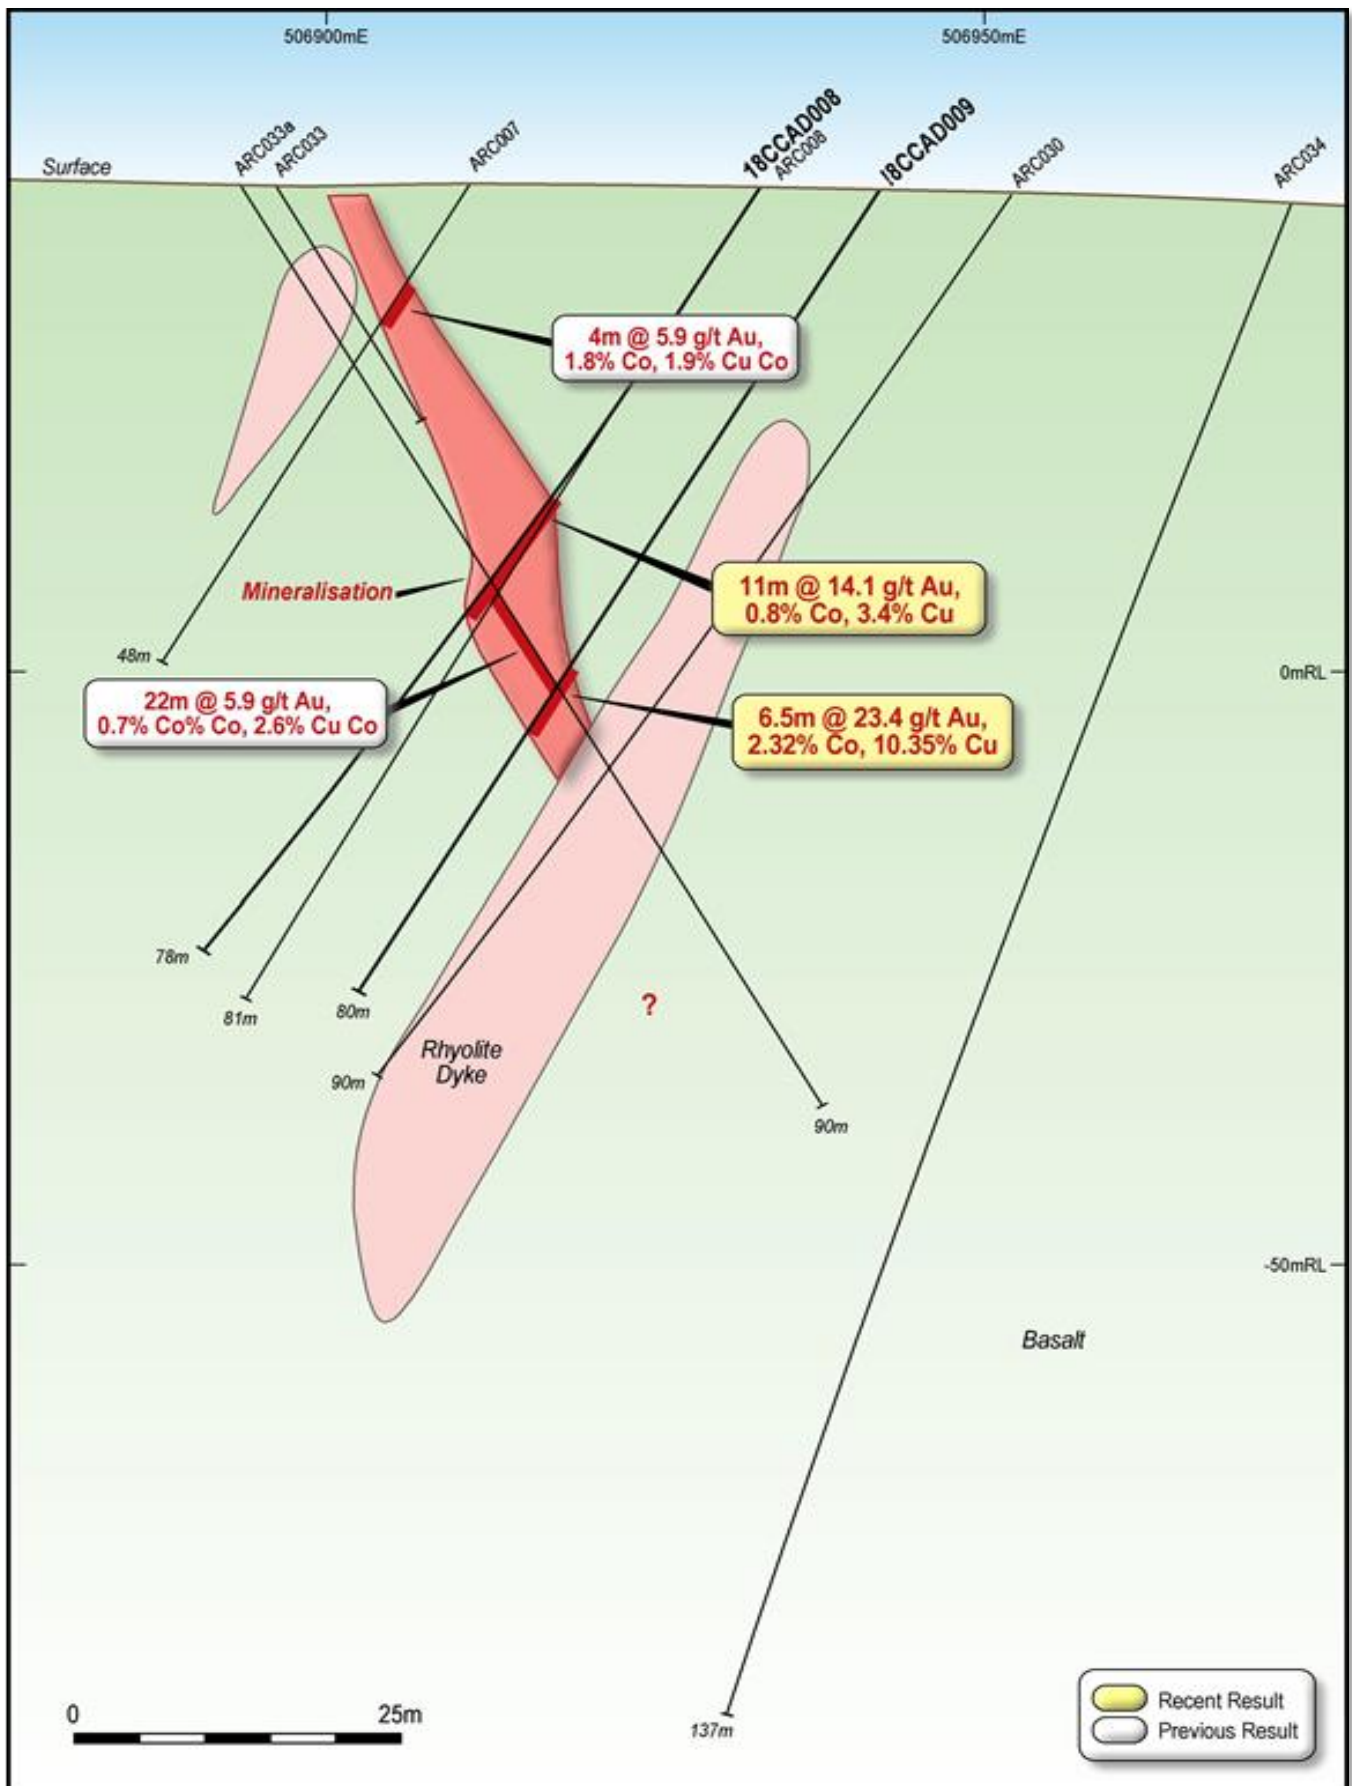 506900mE
506950mE
Surface
ARC033a
ARC033
ARC007
18CCAD008
ARC008
I8CCAD009
ARC030
ARC034
4m @ 5.9 g/t Au,
1.8% Co, 1.9% Cu Co
Mineralisation
11m @ 14.1 g/t Au,
0.8% Co, 3.4% Cu
48m
0mRL
22m @ 5.9 g/t Au,
0.7% Co% Co, 2.6% Cu Co
6.5m @ 23.4 g/t Au,
2.32% Co, 10.35% Cu
78m
81m
80m
?
Rhyolite
Dyke
90m
90m
-50mRL
Basalt
0
25m
137m
Recent Result
Previous Result